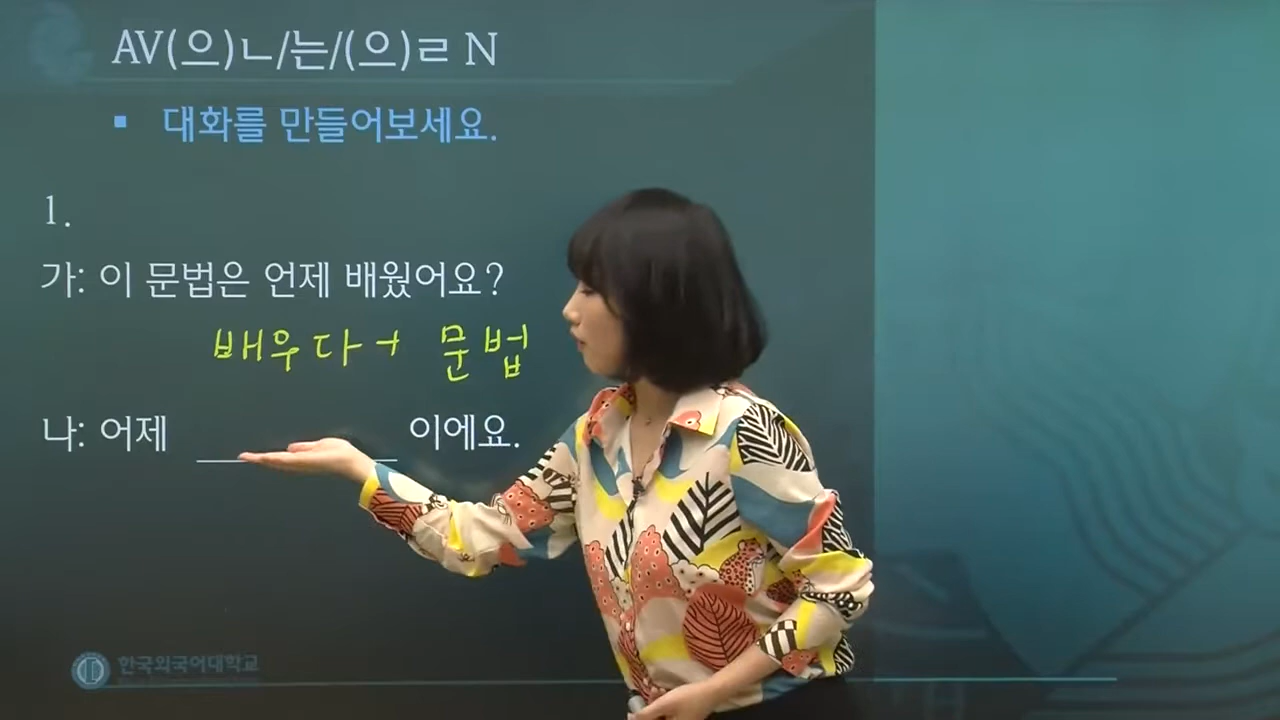 AV(으)ㄴ/는/(으)ㄹ N
▪ 대화를 만들어보세요.
1.
가: 이 문법은 언제 배웠어요?
배우다 + 문법
나: 어제 ______ 이에요.
한국외국어대학교